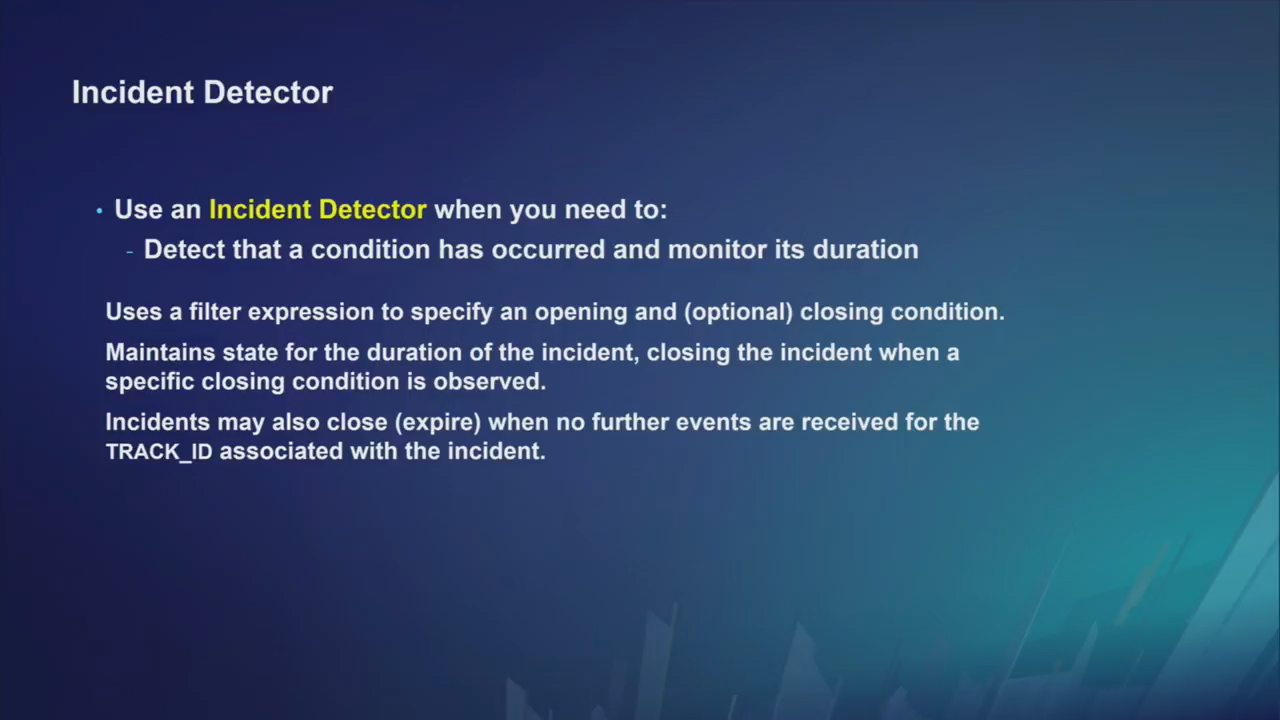 Incident Detector
• Use an Incident Detector when you need to:
- Detect that a condition has occurred and monitor its duration
Uses a filter expression to specify an opening and (optional) closing condition.
Maintains state for the duration of the incident, closing the incident when a
specific closing condition is observed.
Incidents may also close (expire) when no further events are received for the
TRACK_ID associated with the incident.